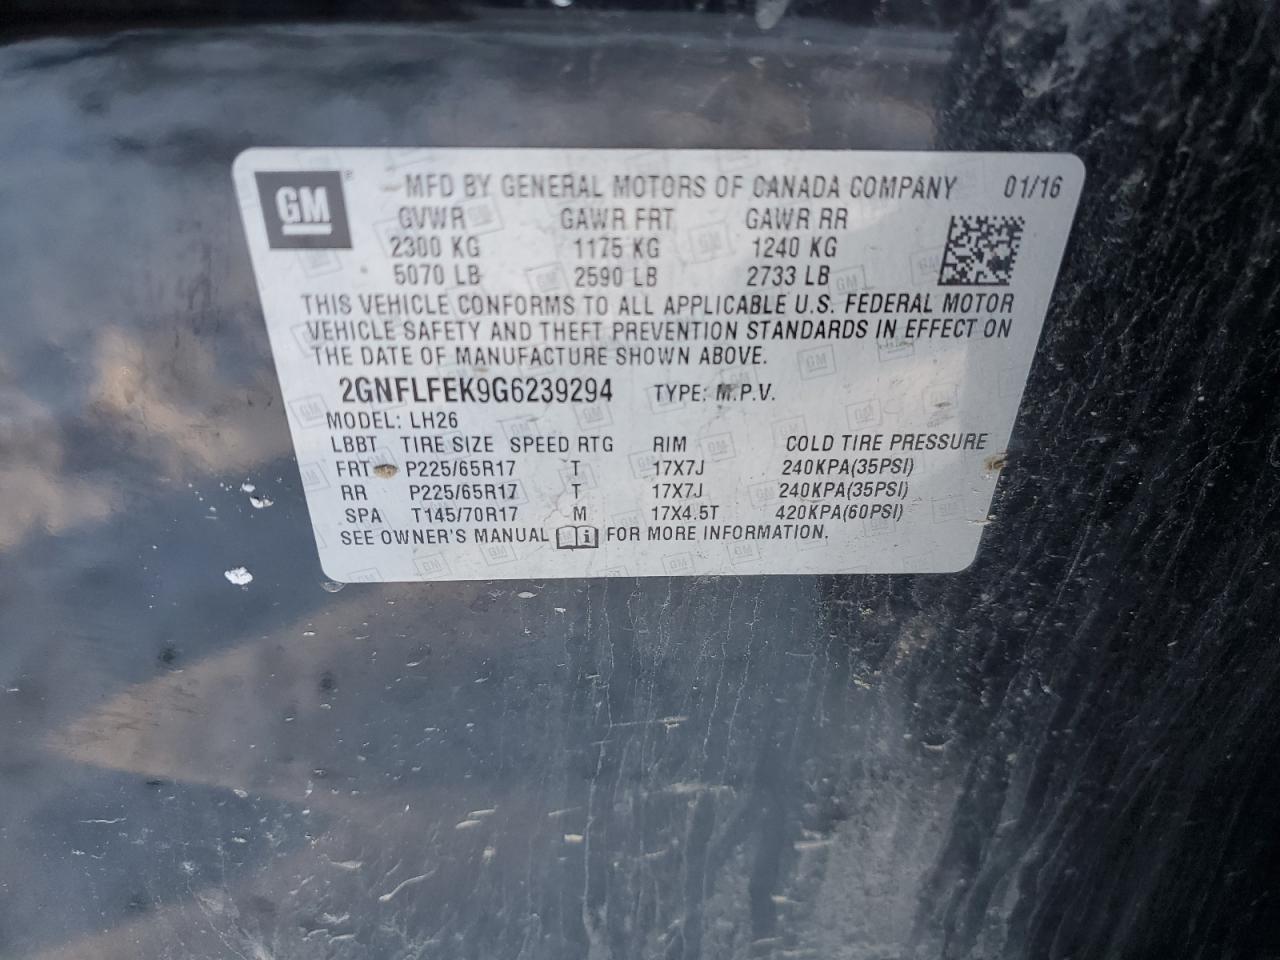 GM
MFD BY GENERAL MOTORS OF CANADA COMPANY 01/16
GVWR GAWR FRT GAWR RR
2300 KG 1175 KG 1240 KG
5070 LB 2590 LB 2733 LB
THIS VEHICLE CONFORMS TO ALL APPLICABLE U.S. FEDERAL MOTOR
VEHICLE SAFETY AND THEFT PREVENTION STANDARDS IN EFFECT ON
THE DATE OF MANUFACTURE SHOWN ABOVE.
2GNFLFEK9G6239294 TYPE: M.P.V.
MODEL: LH26
LBBT TIRE SIZE SPEED RTG RIM COLD TIRE PRESSURE
FRT P225/65R17 T 17X7J 240KPA(35PSI)
RR P225/65R17 T 17X7J 240KPA(35PSI)
SPA T145/70R17 M 17X4.5T 420KPA(60PSI)
SEE OWNER'S MANUAL i FOR MORE INFORMATION.